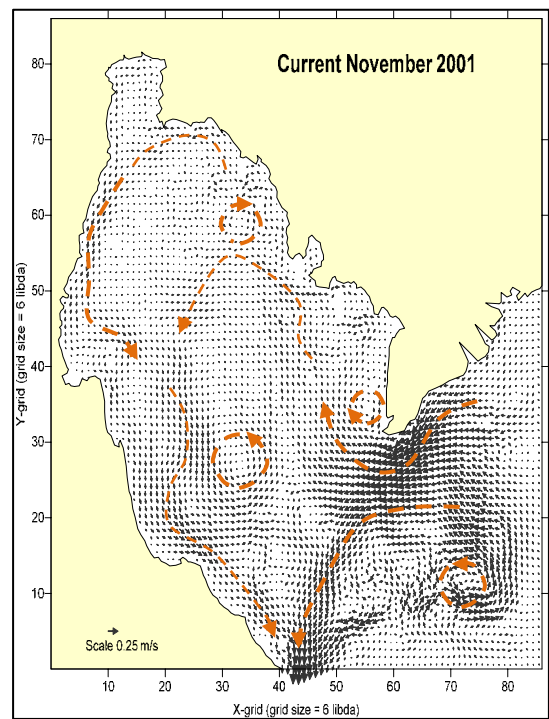 Current November 2001
80
70
60
50
40
30
20
10
Y-grid (grid size = 6 libda)
Scale 0.25 m/s
10 20 30 40 50 60 70 80
X-grid (grid size = 6 libda)